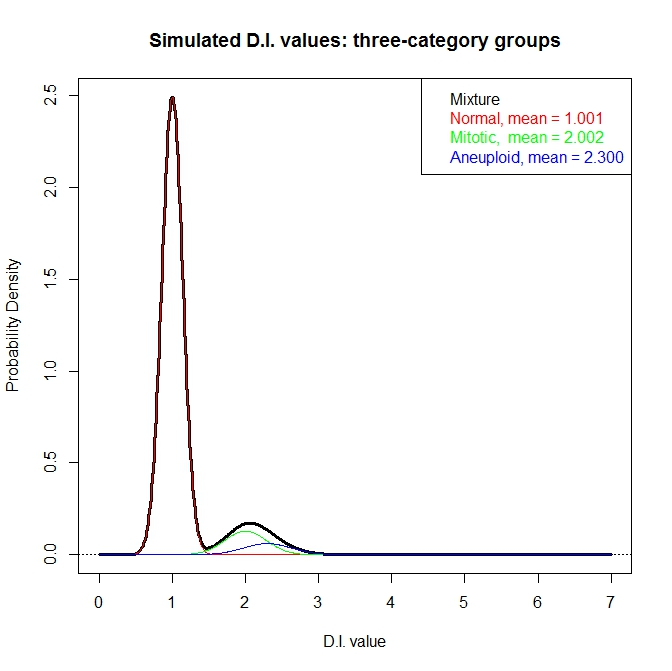 Simulated D.I. values: three-category groups
Mixture
Normal, mean = 1.001
Mitotic,  mean = 2.002
Aneuploid, mean = 2.300
Probability Density
2.5
2.0
1.5
1.0
0.5
0.0
0 1 2 3 4 5 6 7
D.I. value